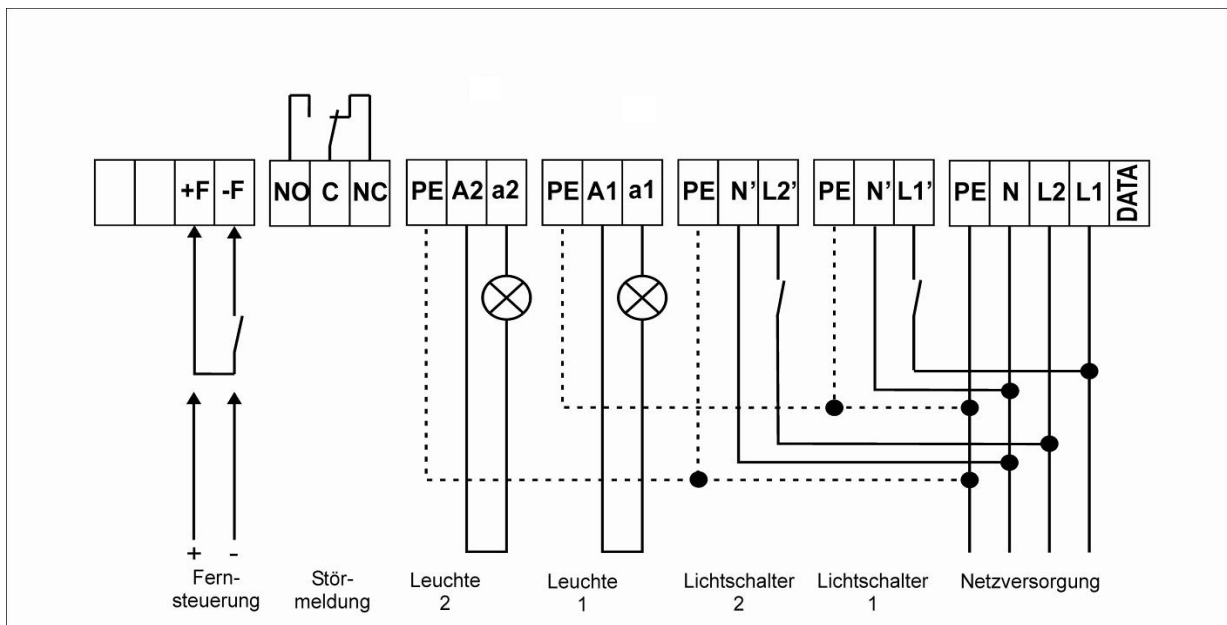 +F -F NO C NC PE A2 a2 PE A1 a1 PE N' L2' PE N' L1' PE N L2 L1 DATA
+ -
Fern-
steuerung
Stör-
meldung
Leuchte
2
Leuchte
1
Lichtschalter
2
Lichtschalter
1
Netzversorgung